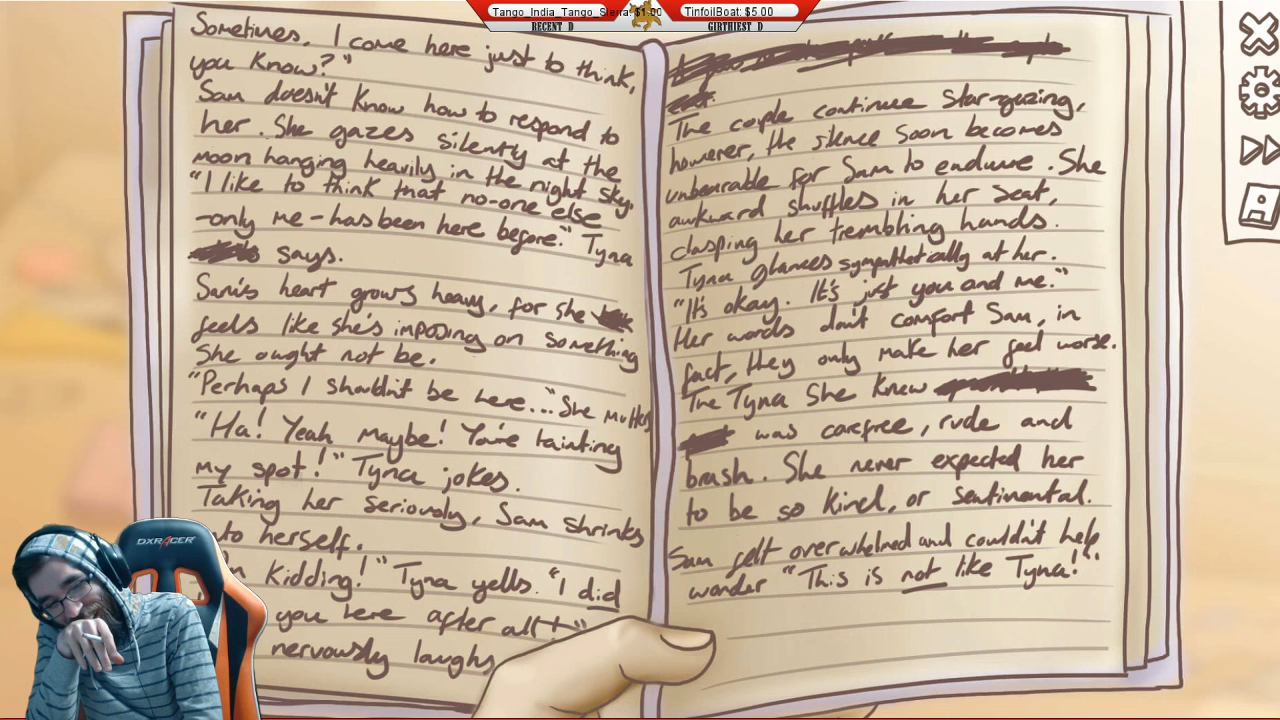 Tango_India_Tango_Sierra: $1.00
RECENT D
TinfoilBoat: $5.00
GIRTHIEST D
Sometimes, I come here just to think,
you know?"
Sam doesn't know how to respond to
her. She gazes silently at the
moon hanging heavily in the night sky.
"I like to think that no-one else
-only me-has been here before." Tyna
says.
Sam's heart grows heavy, for she
feels like she's imposing on something
She ought not be.
"Perhaps I shouldn't be here..." She mutters
"Ha! Yeah maybe! You're tainting
my spot!" Tyna jokes.
Taking her seriously, Sam shrinks
into herself.
kidding!" Tyna yells. "I did
you here after all!"
nervously laughs
The couple continue Star-gazing,
however, the silence soon becomes
unbearable for Sam to endure. She
awkward shuffles in her seat,
clasping her trembling hands.
Tyna glances sympathetically at her.
"It's okay. It's just you and me."
Her words don't comfort Sam, in
fact, they only make her feel worse.
The Tyna She knew
was carefree, rude and
brash. She never expected her
to be so kind, or sentimental.
Sam felt overwhelmed and couldn't help
wonder "This is not like Tyna!"
DXRACER